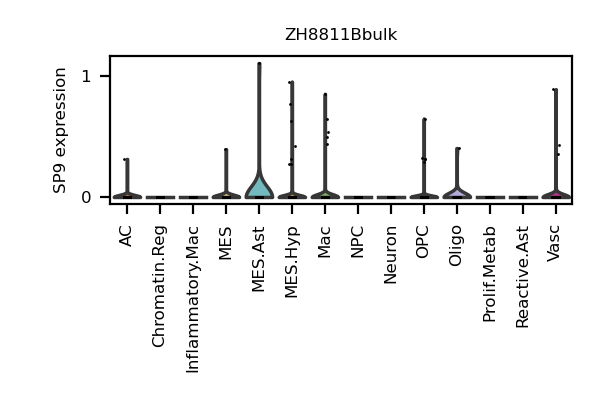 ZH8811Bbulk
SP9 expression
1
0
AC
Chromatin.Reg
Inflammatory.Mac
MES
MES.Ast
MES.Hyp
Mac
NPC
Neuron
OPC
Oligo
Prolif.Metab
Reactive.Ast
Vasc